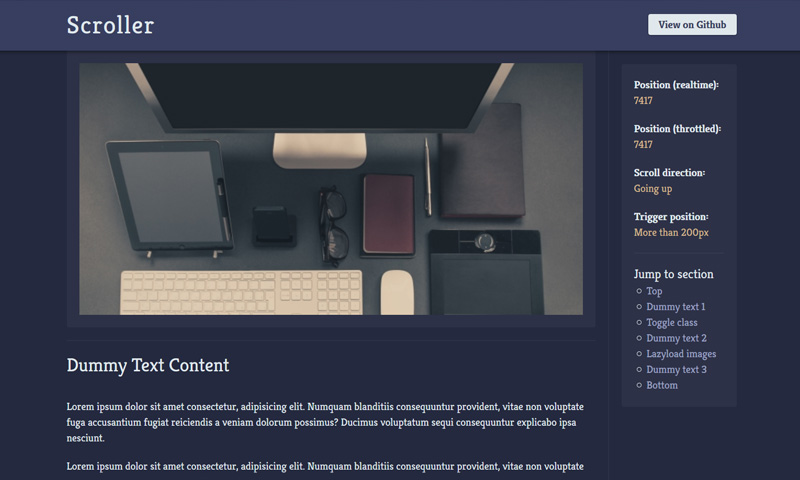 Scroller
View on Github
Position (realtime):
7417
Position (throttled):
7417
Scroll direction:
Going up
Trigger position:
More than 200px
Jump to section
Top
Dummy text 1
Toggle class
Dummy text 2
Lazyload images
Dummy text 3
Bottom
Dummy Text Content
Lorem ipsum dolor sit amet consectetur, adipisicing elit. Numquam blanditiis consequuntur provident, vitae non voluptate
fuga accusantium fugiat reiciendis a veniam dolorum possimus? Ducimus voluptatum sequi consequuntur explicabo ipsa
nesciunt.
Lorem ipsum dolor sit amet consectetur, adipisicing elit. Numquam blanditiis consequuntur provident, vitae non voluptate